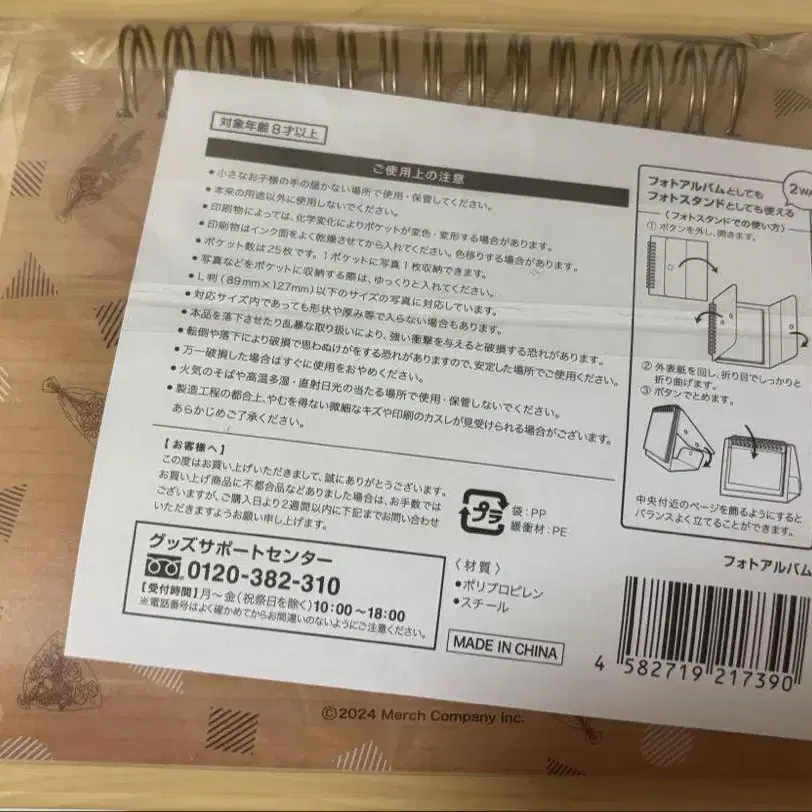 対象年齢8才以上
ご使用上の注意
•小さなお子様の手の届かない場所で使用・保管してください。
•本来の用途以外に使用しないでください。
•印刷物によっては、化学変化によりポケットが変色・変形する場合があります。
•印刷物はインク面をよく乾燥させてから入れてください。色移りする場合があります。
•ポケット数は25枚です。1ポケットに写真1枚収納できます。
•写真などをポケットに収納する際は、ゆっくりと入れてください。
•L判(89mm×127mm)以下のサイズの写真に対応しています。
•対応サイズ内であっても形状や厚み等で入らない場合もあります。
•本品を落下させたり乱暴な取り扱いにより、強い衝撃を与えると破損する恐れがあります。
•転倒や落下により破損で思わぬけがをする恐れがありますので、安定した場所でご使用ください。
•万一破損した場合はすぐに使用をおやめください。
•火気のそばや高温多湿・直射日光の当たる場所で使用・保管しないでください。
•製造工程の都合上、やむを得ない微細なキズや印刷のカスレが見受けられる場合がございます。
あらかじめご了承ください。
【お客様へ】
この度はお買い上げいただきまして、誠にありがとうございます。
お買い上げ商品に不都合品などありました場合は、お手数では
ございますが、ご購入日より2週間以内に下記までお問い合わせ
いただきますようお願い申し上げます。
グッズサポートセンター
0120-382-310
【受付時間】月〜金(祝祭日を除く)10:00〜18:00
※電話番号はよく確かめてからお間違いのないようにご注意ください。
プラ
袋:PP
緩衝材:PE
〈材質〉
•ポリプロピレン
•スチール
MADE IN CHINA
2WA
フォトアルバムとしても
フォトスタンドとしても使える
〈フォトスタンドでの使い方〉
①ボタンを外し、開きます。
②外表紙を回し、折り目でしっかりと
折り曲げます。
③ボタンでとめます。
中央付近のページを飾るようにすると
バランスよく立てることができます。
フォトアルバム
4 582719 217390
©2024 Merch Company inc.